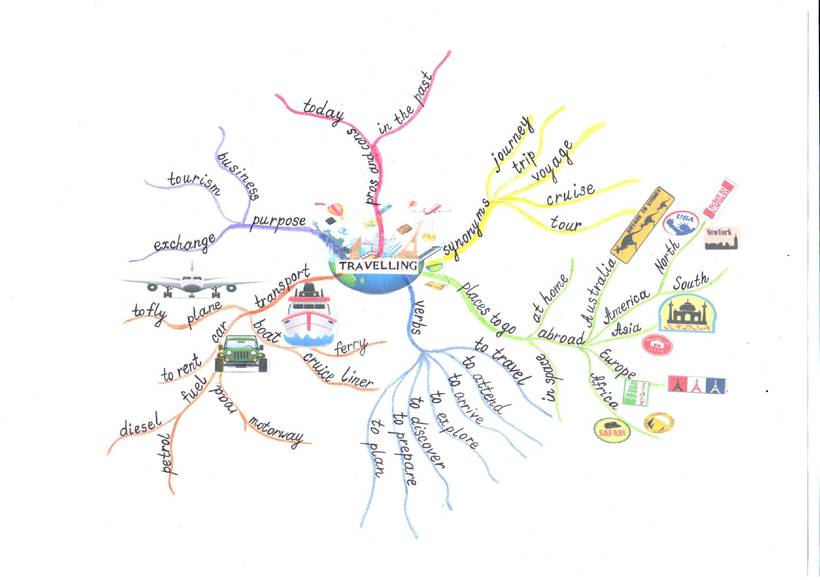 TRAVELLING
pros and cons
today
in the past
synonyms
journey
trip
voyage
cruise
tour
places to go
at home
abroad
in space
Australia
America
North
South
USA
New York
Asia
Europe
Africa
SAFARI
verbs
to travel
to attend
to arrive
to explore
to discover
to prepare
to plan
transport
plane
to fly
boat
ferry
cruice liner
car
to rent
fuel
diesel
petrol
road
motorway
purpose
business
tourism
exchange